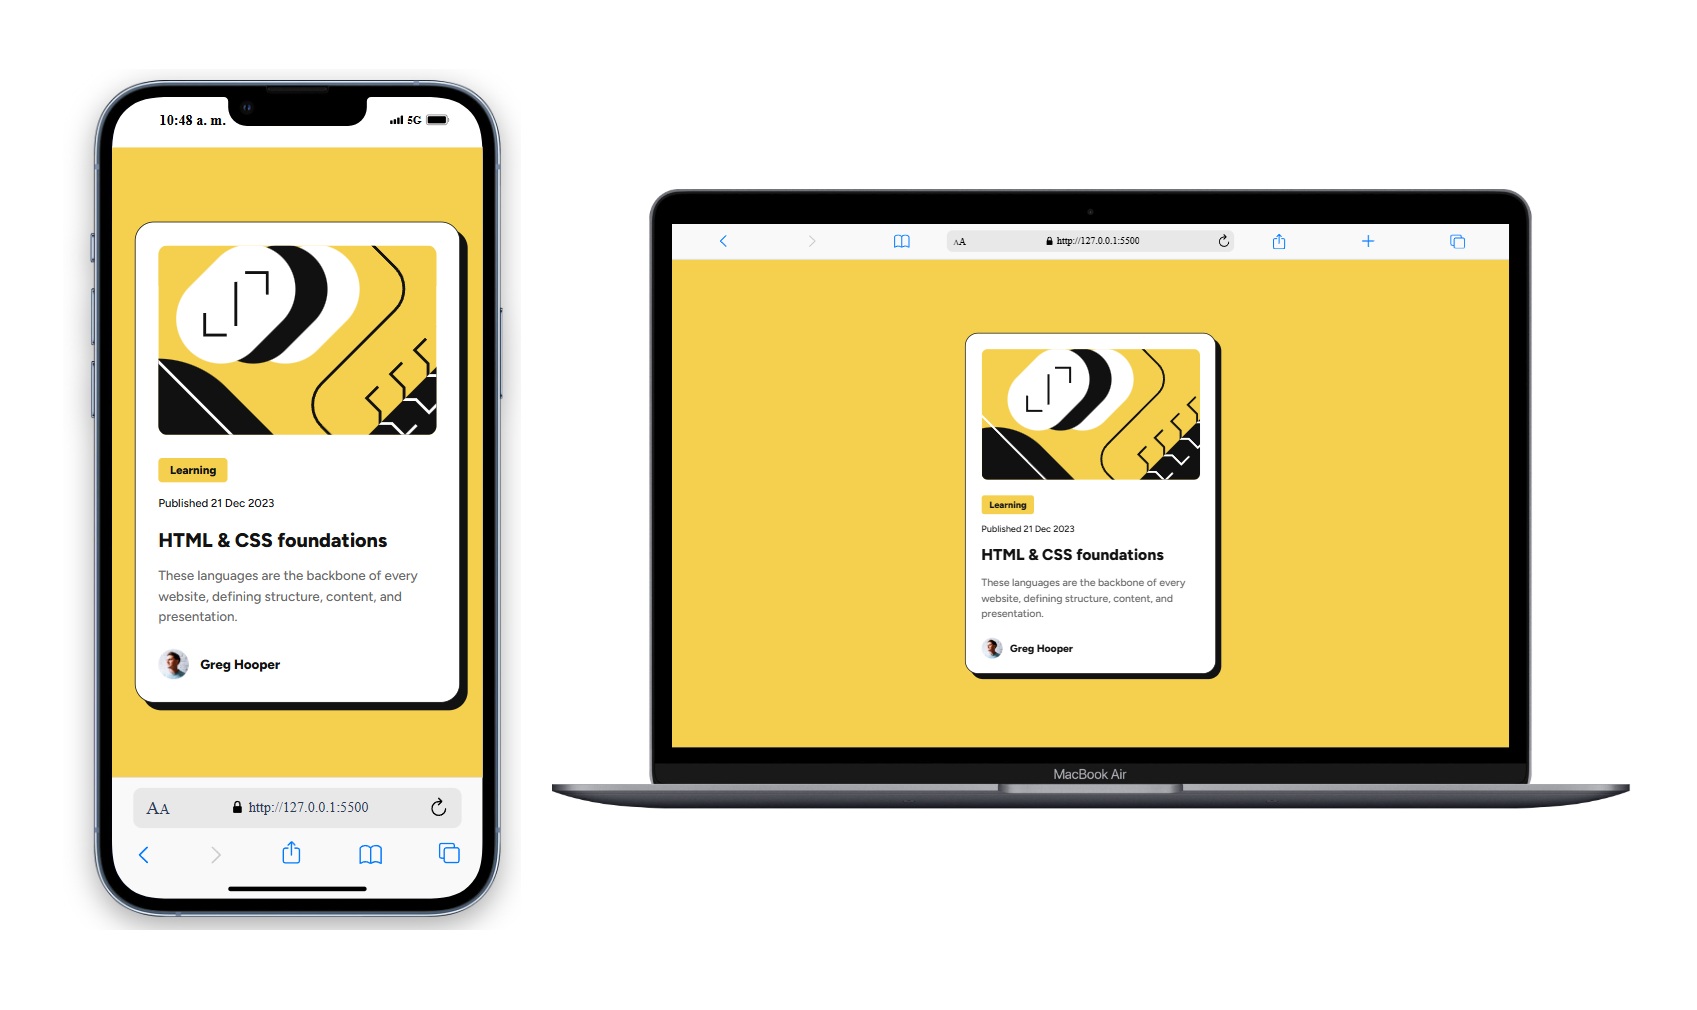 10:48 a. m.
5G
Learning
Published 21 Dec 2023
HTML & CSS foundations
These languages are the backbone of every
website, defining structure, content, and
presentation.
Greg Hooper
AA
http://127.0.0.1:5500
AA
http://127.0.0.1:5500
Learning
Published 21 Dec 2023
HTML & CSS foundations
These languages are the backbone of every
website, defining structure, content, and
presentation.
Greg Hooper
MacBook Air